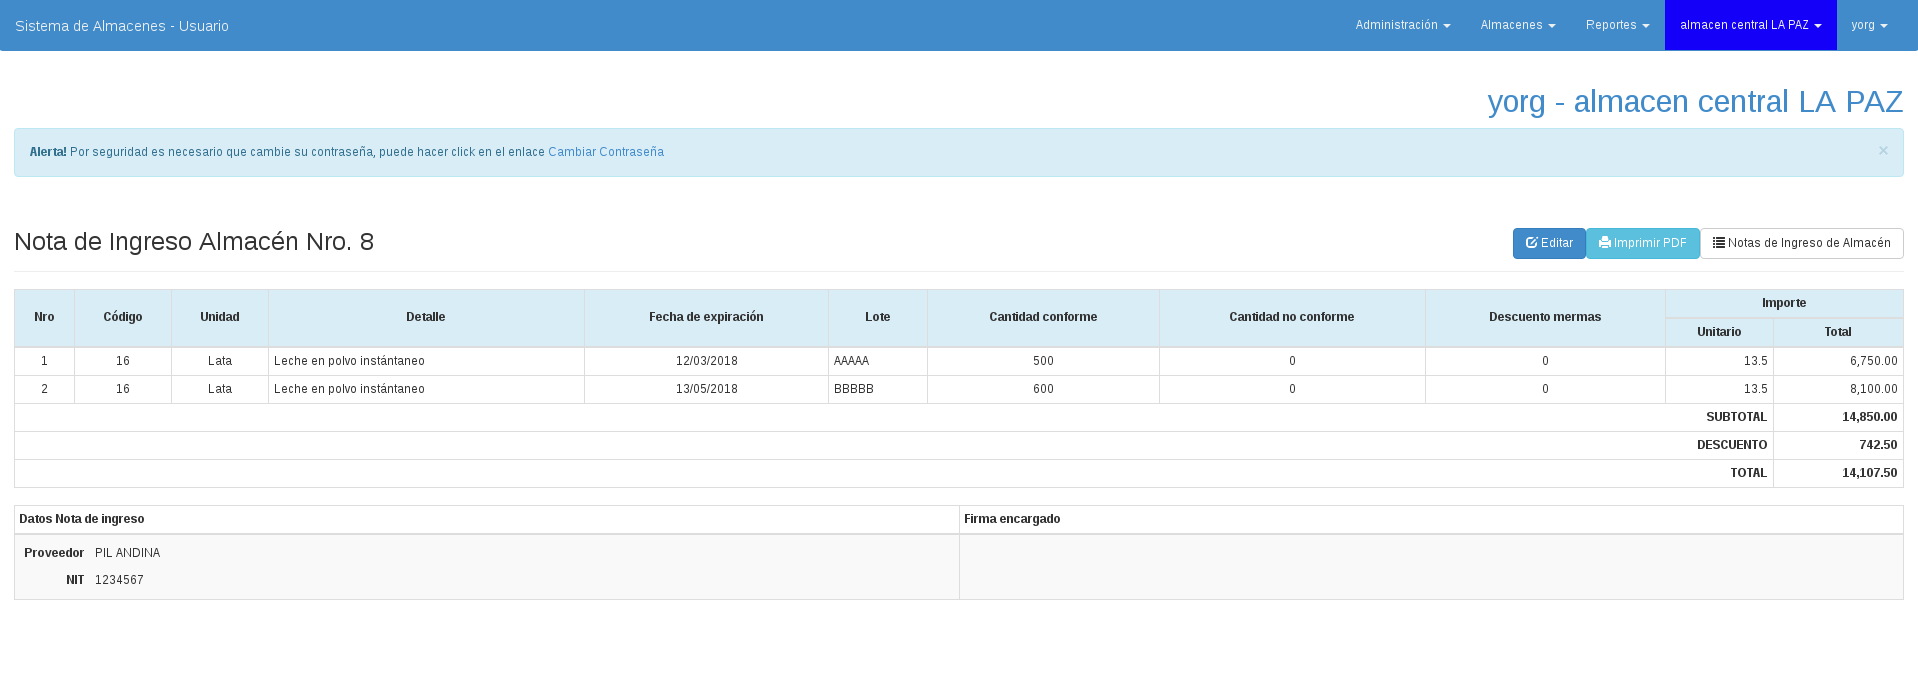 Sistema de Almacenes - Usuario Administración Almacenes Reportes almacen central LA PAZ yorg
yorg - almacen central LA PAZ
Alerta! Por seguridad es necesario que cambie su contraseña, puede hacer click en el enlace Cambiar Contraseña ×
Nota de Ingreso Almacén Nro. 8 Editar Imprimir PDF Notas de Ingreso de Almacén
Nro Código Unidad Detalle Fecha de expiración Lote Cantidad conforme Cantidad no conforme Descuento mermas Importe
Unitario Total
1 16 Lata Leche en polvo instántaneo 12/03/2018 AAAAA 500 0 0 13.5 6,750.00
2 16 Lata Leche en polvo instántaneo 13/05/2018 BBBBB 600 0 0 13.5 8,100.00
SUBTOTAL 14,850.00
DESCUENTO 742.50
TOTAL 14,107.50
Datos Nota de ingreso Firma encargado
Proveedor PIL ANDINA
NIT 1234567